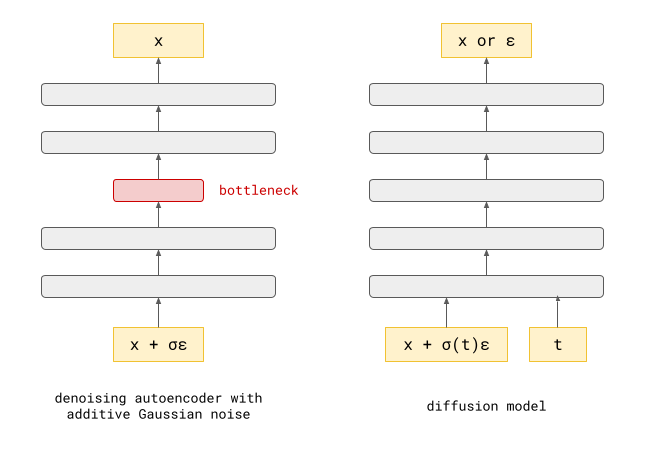 x
x or ε
bottleneck
x + σε
x + σ(t)ε
t
denoising autoencoder with
additive Gaussian noise
diffusion model